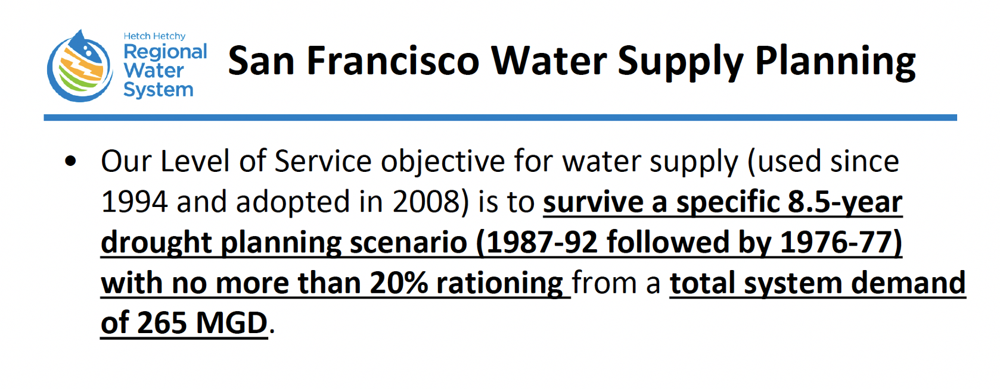 Hetch Hetchy
Regional
Water
System
San Francisco Water Supply Planning
• Our Level of Service objective for water supply (used since
1994 and adopted in 2008) is to survive a specific 8.5-year
drought planning scenario (1987-92 followed by 1976-77)
with no more than 20% rationing from a total system demand
of 265 MGD.